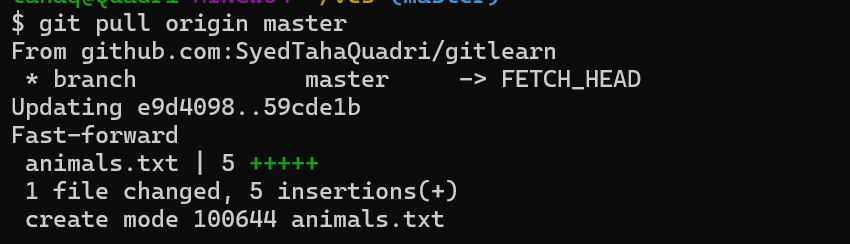 $ git pull origin master
From github.com:SyedTahaQuadri/gitlearn
 * branch            master     -> FETCH_HEAD
Updating e9d4098..59cde1b
Fast-forward
 animals.txt | 5 +++++
 1 file changed, 5 insertions(+)
 create mode 100644 animals.txt